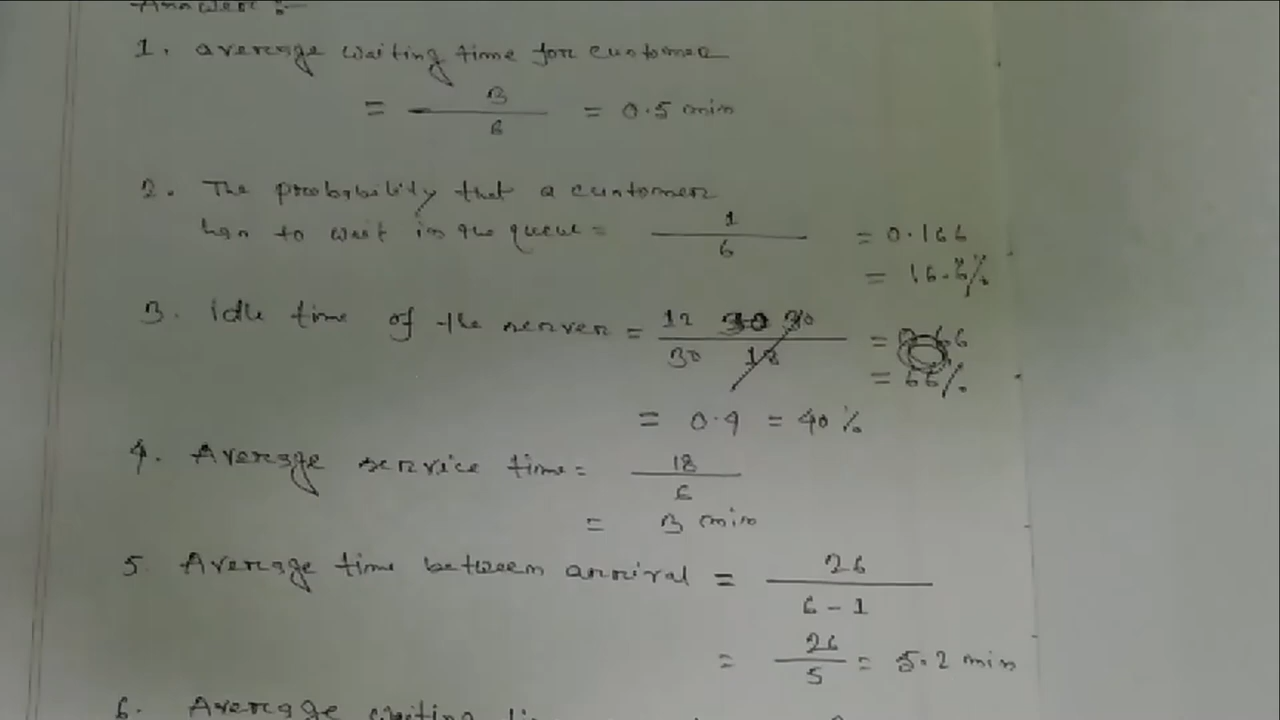 Answer :-
1. average waiting time for customer
= 3/6 = 0.5 min
2. The probability that a customer
has to wait in the queue = 1/6 = 0.166
= 16.6%
3. idle time of the server = 12/30
= 66%
= 0.4 = 40%
4. Average service time = 18/6
= 3 min
5. Average time between arrival = 26/(6-1)
= 26/5 = 5.2 min
6. Average waiting